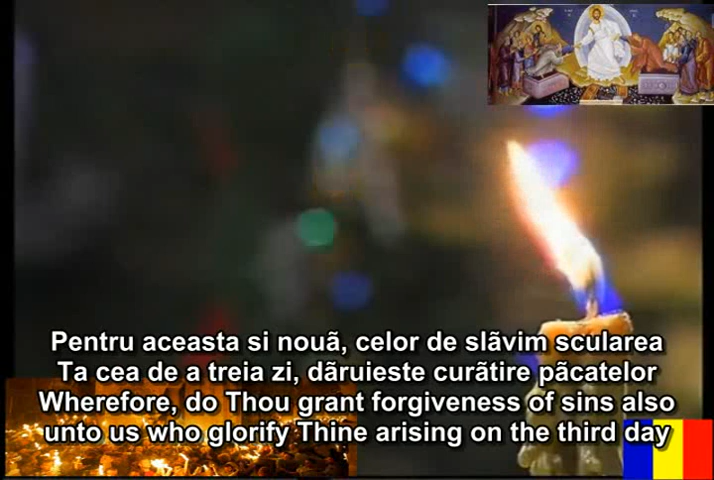 Pentru aceasta si nouã, celor de slãvim scularea
Ta cea de a treia zi, dãruieste curãtire pãcatelor
Wherefore, do Thou grant forgiveness of sins also
unto us who glorify Thine arising on the third day